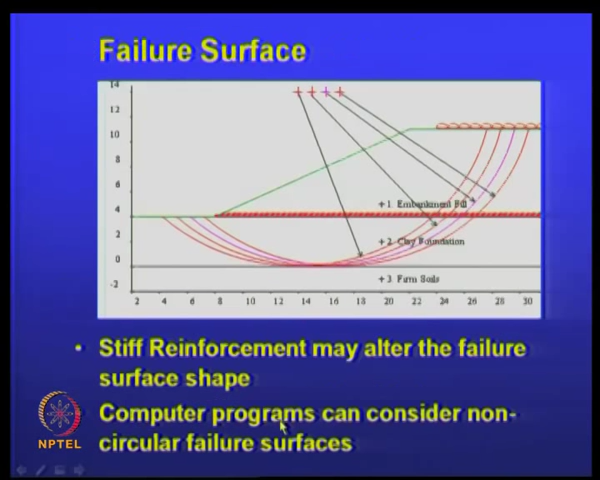 Failure Surface
14
12
10
8
6
4
2
0
-2
+ 1 Embankment Fill
+ 2 Clay Foundation
+ 3 Firm Soils
2 4 6 8 10 12 14 16 18 20 22 24 26 28 30
• Stiff Reinforcement may alter the failure
surface shape
• Computer programs can consider non-
circular failure surfaces
NPTEL